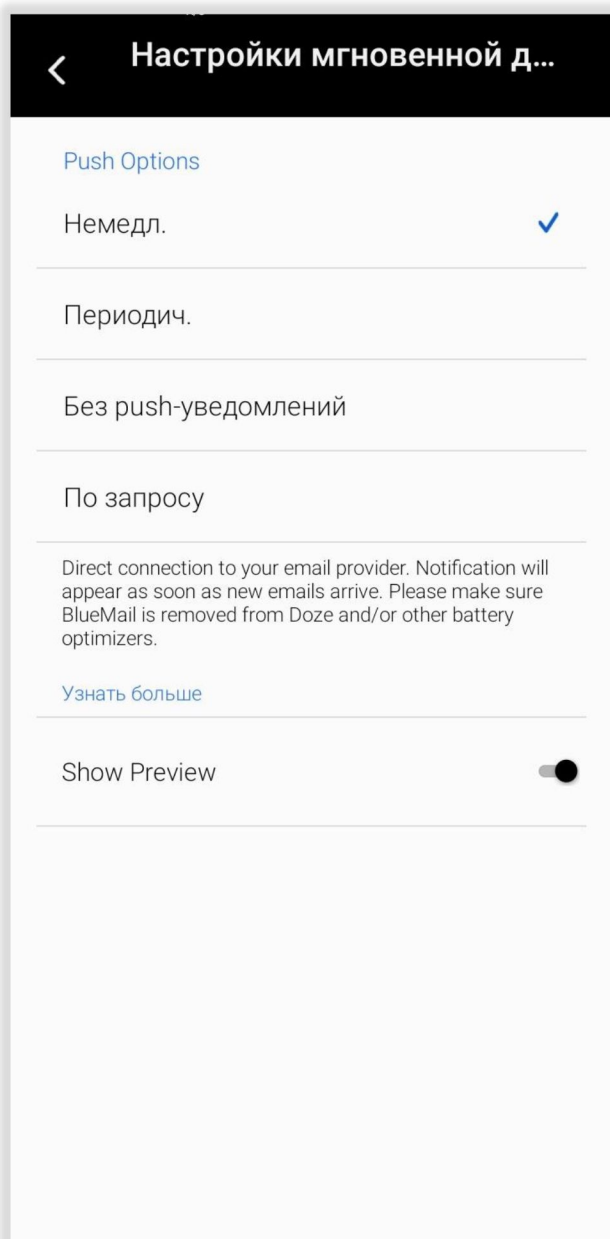 Настройки мгновенной д...
Push Options
Немедл.
Периодич.
Без push-уведомлений
По запросу
Direct connection to your email provider. Notification will
appear as soon as new emails arrive. Please make sure
BlueMail is removed from Doze and/or other battery
optimizers.
Узнать больше
Show Preview